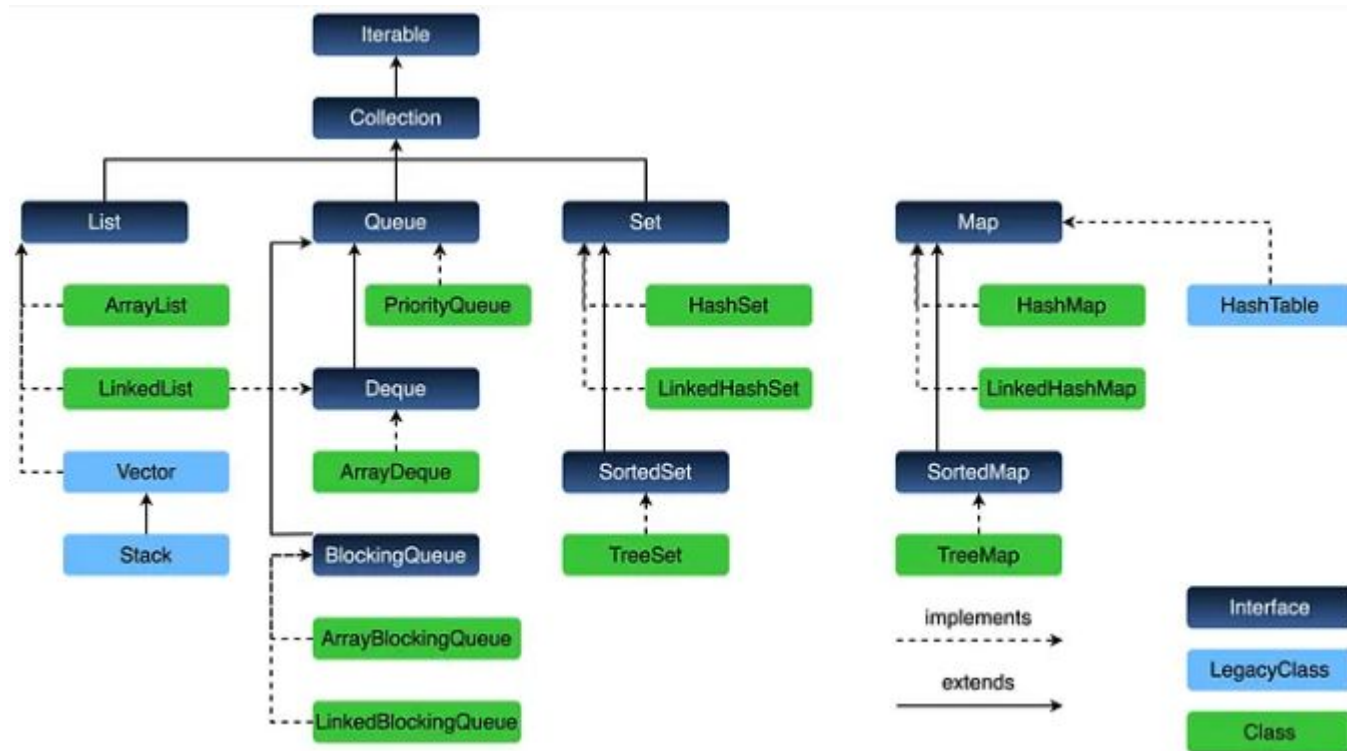 Iterable
Collection
List
Queue
Set
Map
ArrayList
PriorityQueue
HashSet
HashMap
HashTable
LinkedList
Deque
LinkedHashSet
LinkedHashMap
Vector
ArrayDeque
SortedSet
SortedMap
Stack
BlockingQueue
TreeSet
TreeMap
implements
Interface
ArrayBlockingQueue
extends
LegacyClass
LinkedBlockingQueue
Class